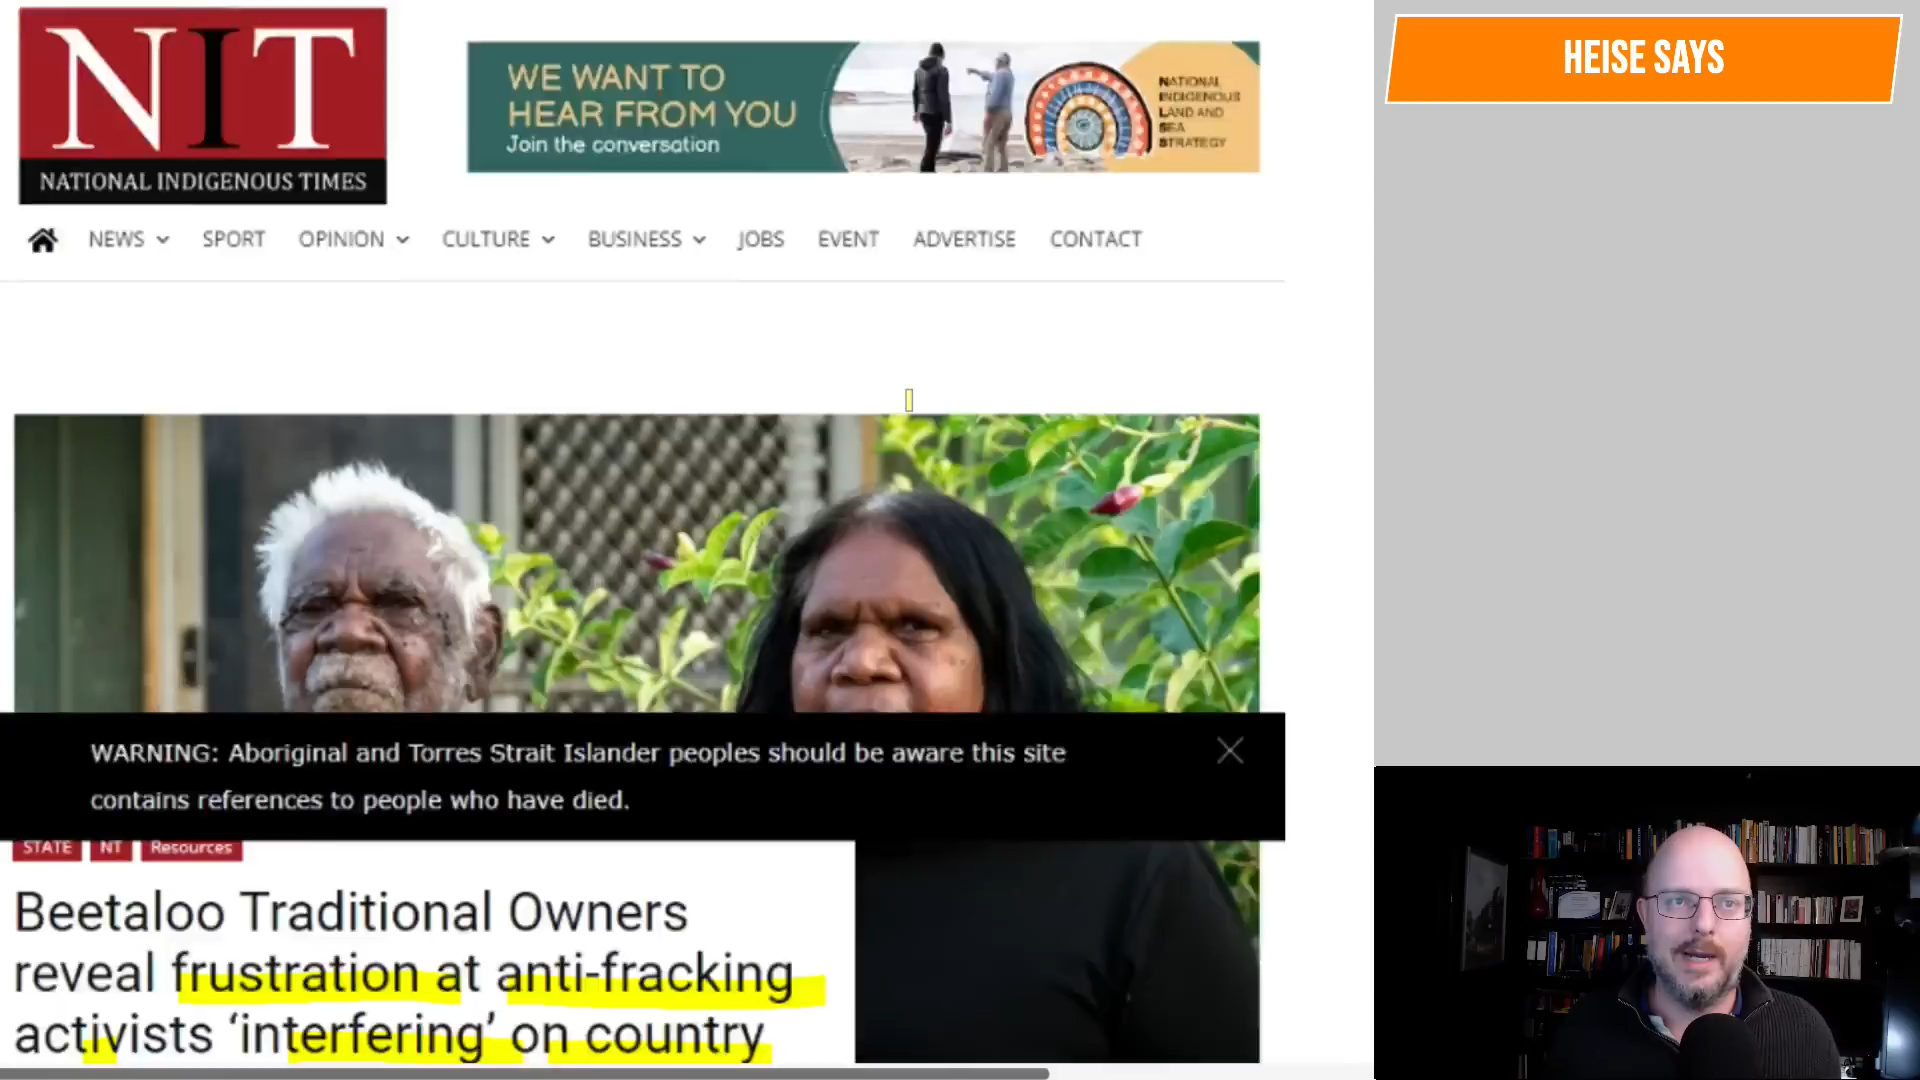 NIT
NATIONAL INDIGENOUS TIMES
WE WANT TO
HEAR FROM YOU
Join the conversation
NATIONAL
INDIGENOUS
LAND AND
SEA
STRATEGY
HEISE SAYS
NEWS SPORT OPINION CULTURE BUSINESS JOBS EVENT ADVERTISE CONTACT
WARNING: Aboriginal and Torres Strait Islander peoples should be aware this site
contains references to people who have died.
STATE NT Resources
Beetaloo Traditional Owners
reveal frustration at anti-fracking
activists ‘interfering’ on country